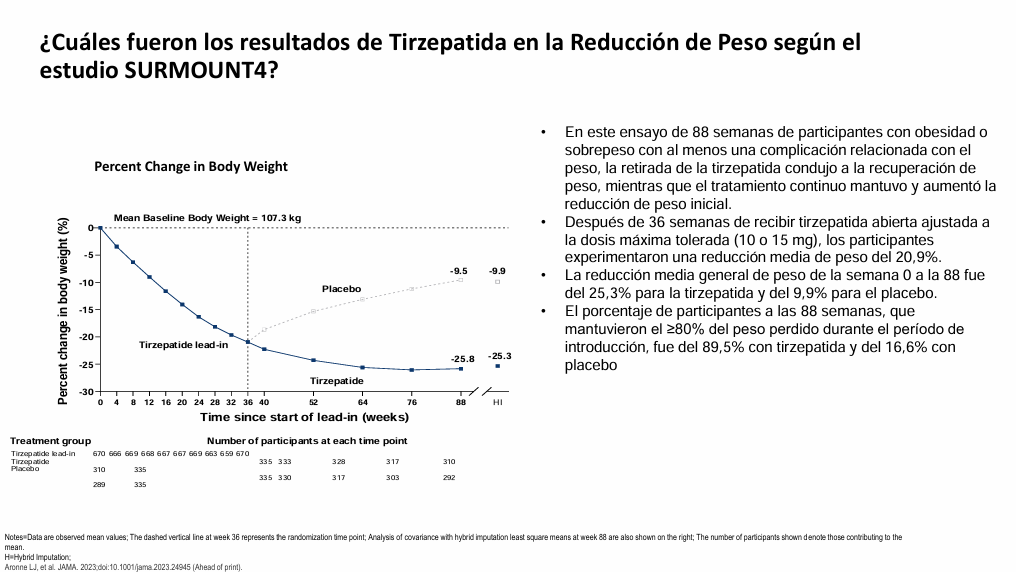 ¿Cuáles fueron los resultados de Tirzepatida en la Reducción de Peso según el
estudio SURMOUNT4?
Percent Change in Body Weight
Mean Baseline Body Weight = 107.3 kg
Percent change in body weight (%)
0
-5
-10
-15
-20
-25
-30
-9.5
-9.9
Placebo
Tirzepatide lead-in
-25.8
-25.3
Tirzepatide
0 4 8 12 16 20 24 28 32 36 40 52 64 76 88 HI
Time since start of lead-in (weeks)
Treatment group
Number of participants at each time point
Tirzepatide lead-in 670 666 669 668 667 667 669 663 659 670
Tirzepatide 335 333 328 317 310
Placebo 310 335
335 330 317 303 292
289 335
• En este ensayo de 88 semanas de participantes con obesidad o
sobrepeso con al menos una complicación relacionada con el
peso, la retirada de la tirzepatida condujo a la recuperación de
peso, mientras que el tratamiento continuo mantuvo y aumentó la
reducción de peso inicial.
• Después de 36 semanas de recibir tirzepatida abierta ajustada a
la dosis máxima tolerada (10 o 15 mg), los participantes
experimentaron una reducción media de peso del 20,9%.
• La reducción media general de peso de la semana 0 a la 88 fue
del 25,3% para la tirzepatida y del 9,9% para el placebo.
• El porcentaje de participantes a las 88 semanas, que
mantuvieron el ≥80% del peso perdido durante el período de
introducción, fue del 89,5% con tirzepatida y del 16,6% con
placebo
Notes=Data are observed mean values; The dashed vertical line at week 36 represents the randomization time point; Analysis of covariance with hybrid imputation least square means at week 88 are also shown on the right; The number of participants shown denote those contributing to the
mean.
H=Hybrid Imputation;
Aronne LJ, et al. JAMA. 2023;doi:10.1001/jama.2023.24945 (Ahead of print).